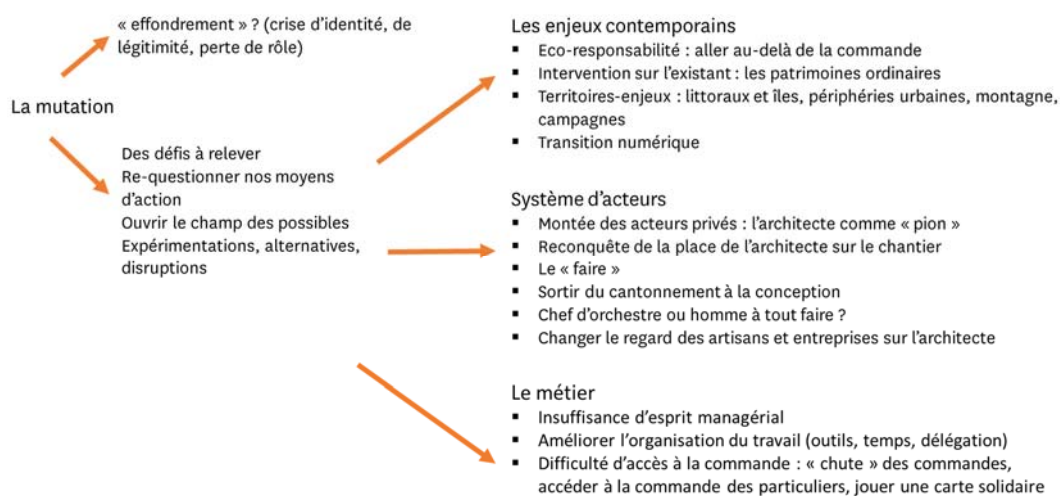 « effondrement » ? (crise d’identité, de
légitimité, perte de rôle)
La mutation
Des défis à relever
Re-questionner nos moyens
d’action
Ouvrir le champ des possibles
Expérimentations, alternatives,
disruptions
Les enjeux contemporains
▪ Eco-responsabilité : aller au-delà de la commande
▪ Intervention sur l’existant : les patrimoines ordinaires
▪ Territoires-enjeux : littoraux et îles, périphéries urbaines, montagne,
campagnes
▪ Transition numérique
Système d’acteurs
▪ Montée des acteurs privés : l’architecte comme « pion »
▪ Reconquête de la place de l’architecte sur le chantier
▪ Le « faire »
▪ Sortir du cantonnement à la conception
▪ Chef d’orchestre ou homme à tout faire ?
▪ Changer le regard des artisans et entreprises sur l’architecte
Le métier
▪ Insuffisance d’esprit managérial
▪ Améliorer l’organisation du travail (outils, temps, délégation)
▪ Difficulté d’accès à la commande : « chute » des commandes,
accéder à la commande des particuliers, jouer une carte solidaire